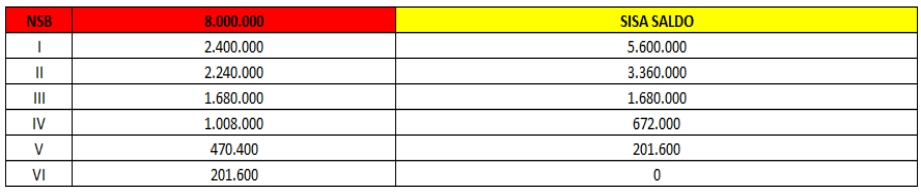 NSB 8.000.000 SISA SALDO
I 2.400.000 5.600.000
II 2.240.000 3.360.000
III 1.680.000 1.680.000
IV 1.008.000 672.000
V 470.400 201.600
VI 201.600 0